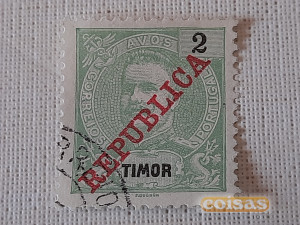 AVOS
2
CORREIOS
PORTUGAL
REPUBLICA
TIMOR
coisas